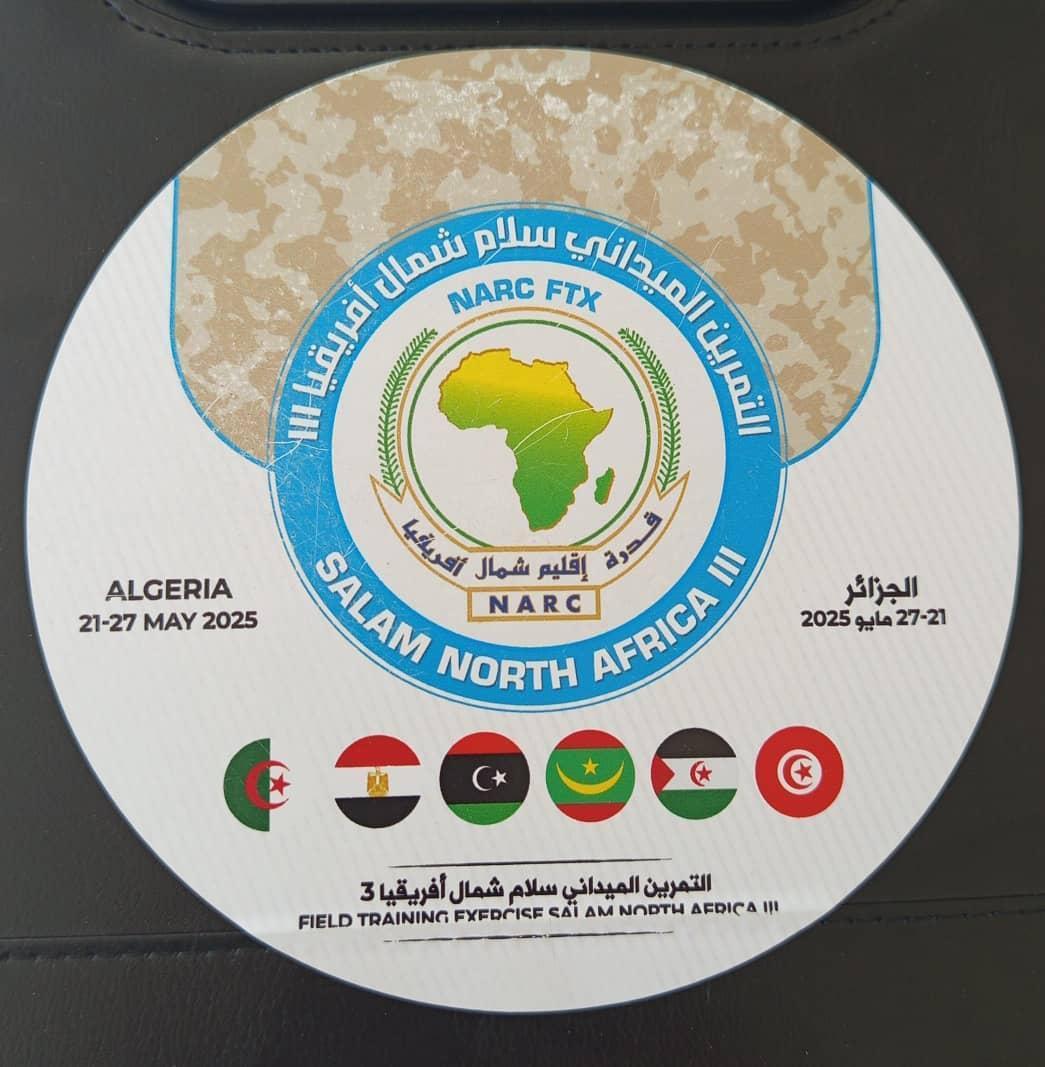 التمرين الميداني سلام شمال أفريقيا III
NARC FTX
قدرة إقليم شمال أفريقيا
NARC
SALAM NORTH AFRICA III
ALGERIA
21-27 MAY 2025
الجزائر
21-27 مايو 2025
التمرين الميداني سلام شمال أفريقيا 3
FIELD TRAINING EXERCISE SALAM NORTH AFRICA III